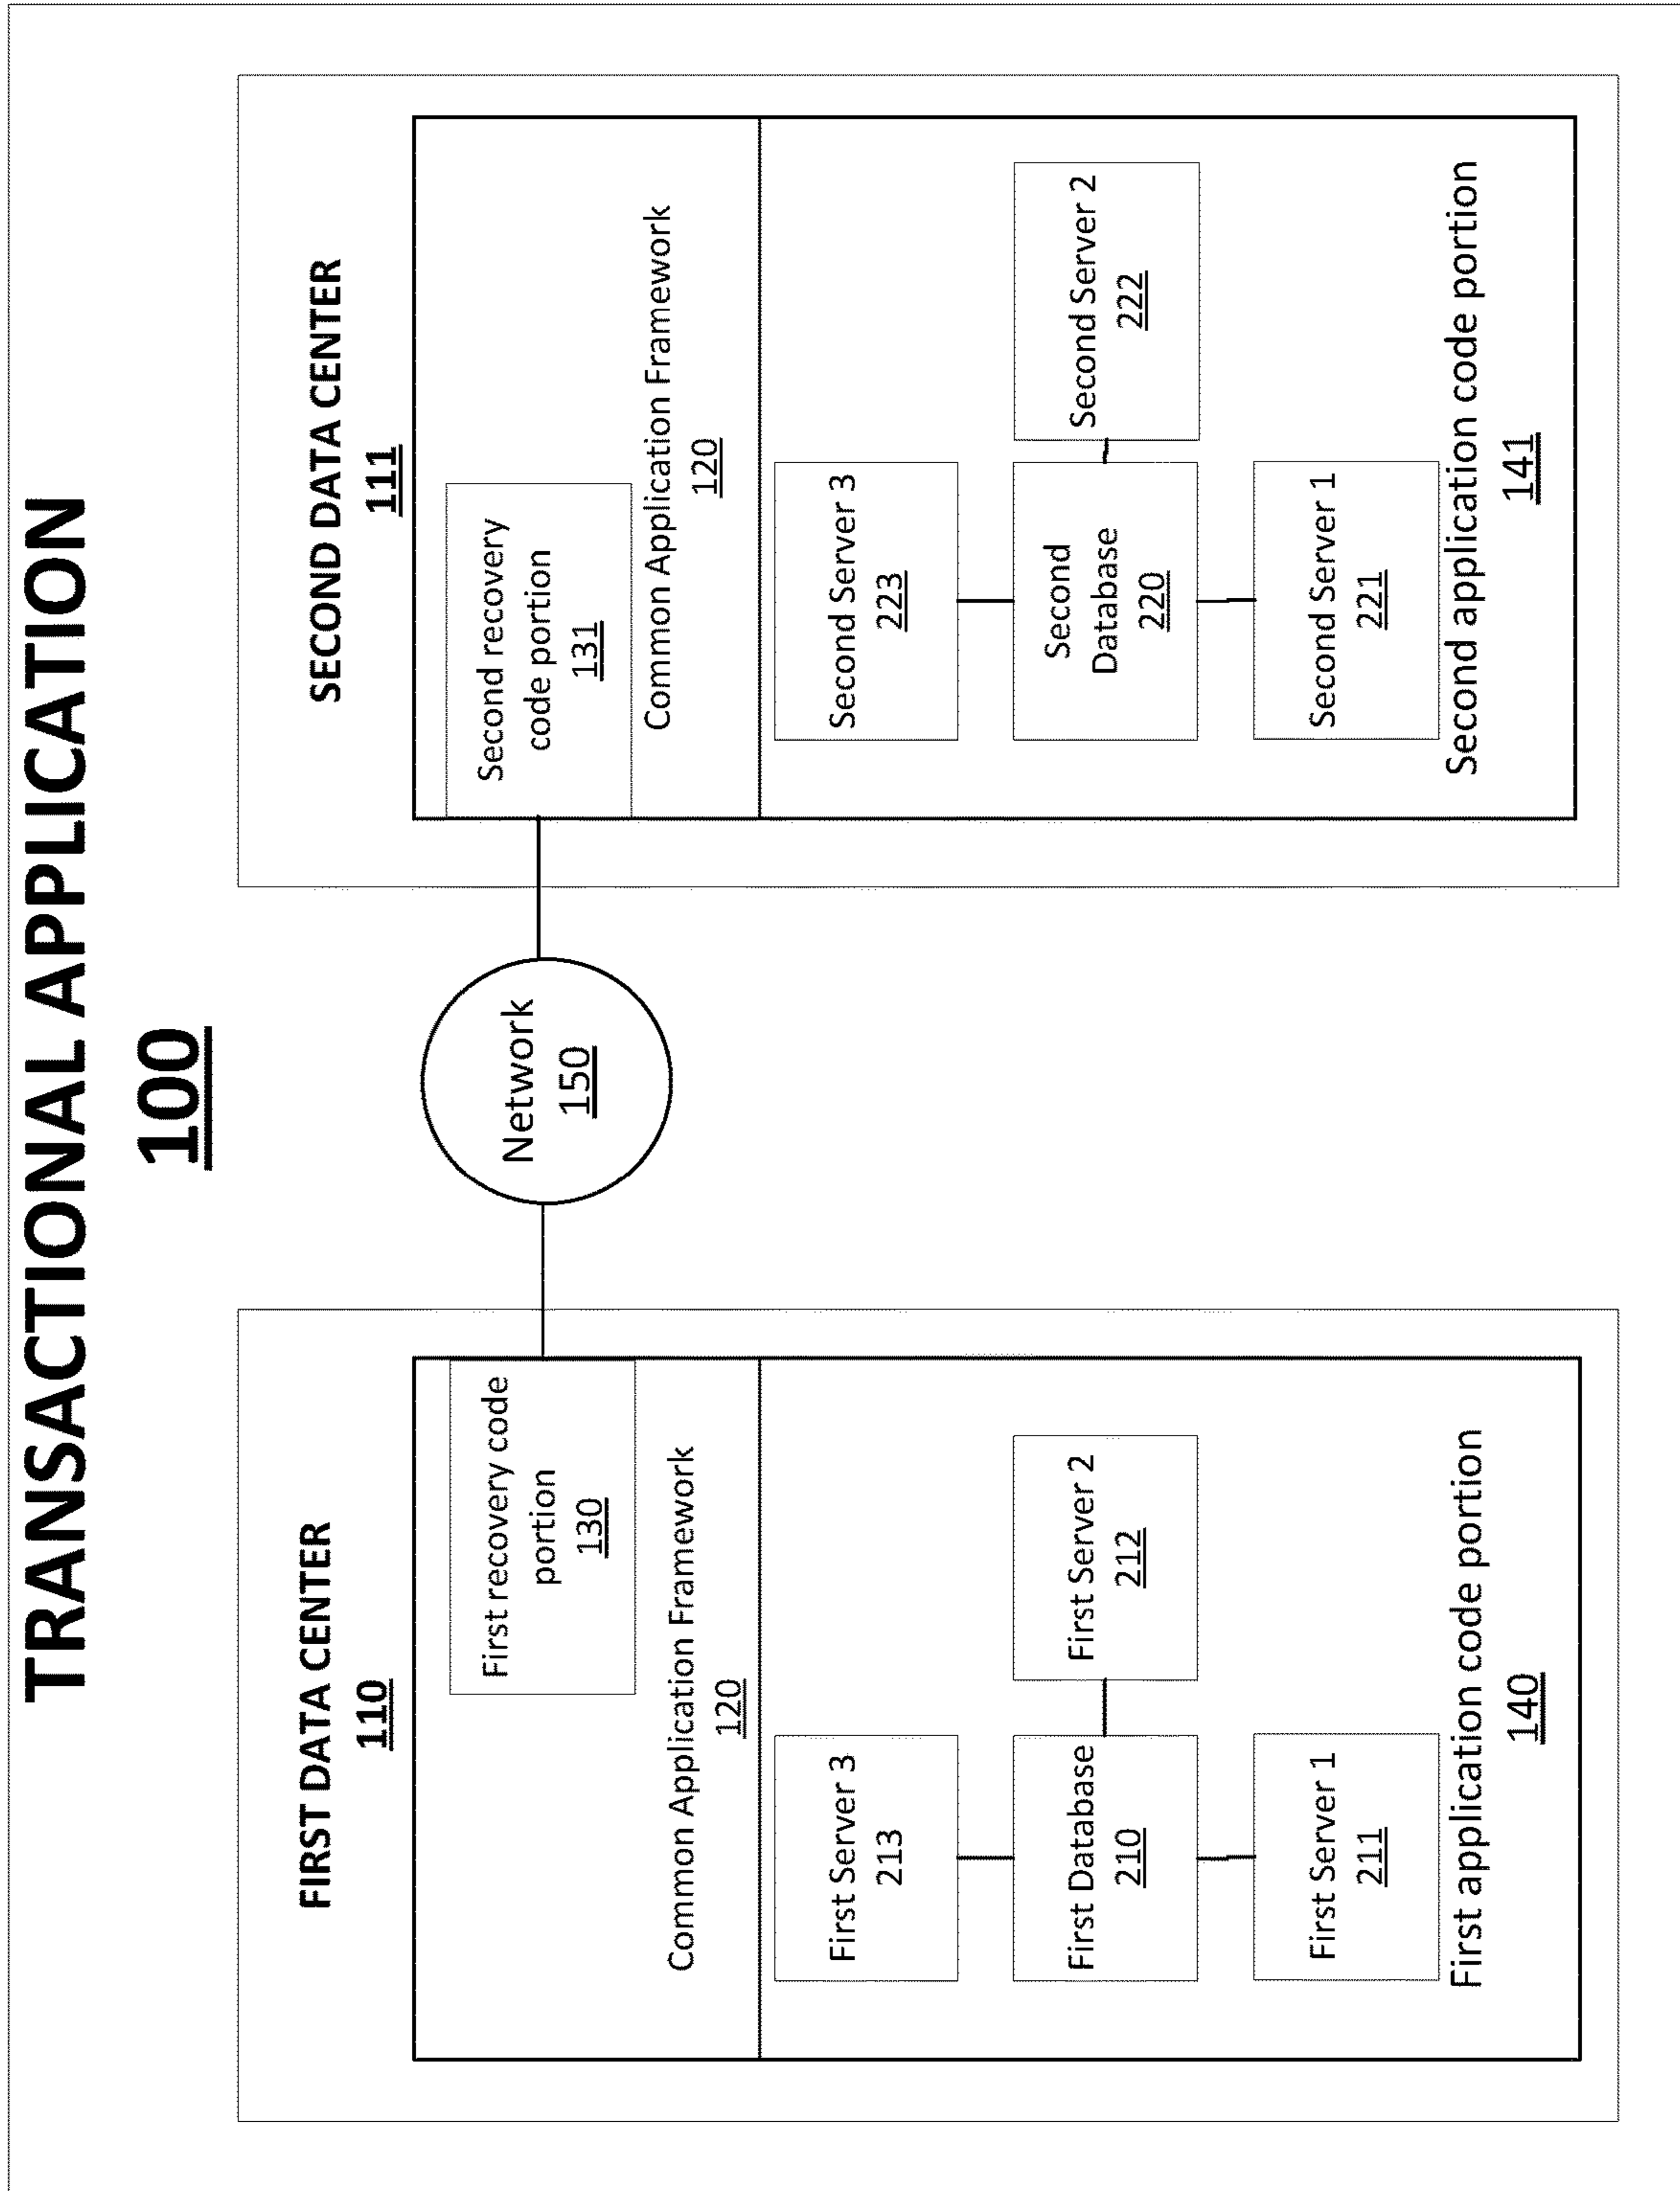 TRANSACTIONAL APPLICATION
100
FIRST DATA CENTER
110
First recovery code
portion
130
Common Application Framework
120
First Server 3
213
First Database
210
First Server 2
212
First Server 1
211
First application code portion
140
Network
150
SECOND DATA CENTER
111
Second recovery
code portion
131
Common Application Framework
120
Second Server 3
223
Second
Database
220
Second Server 2
222
Second Server 1
221
Second application code portion
141